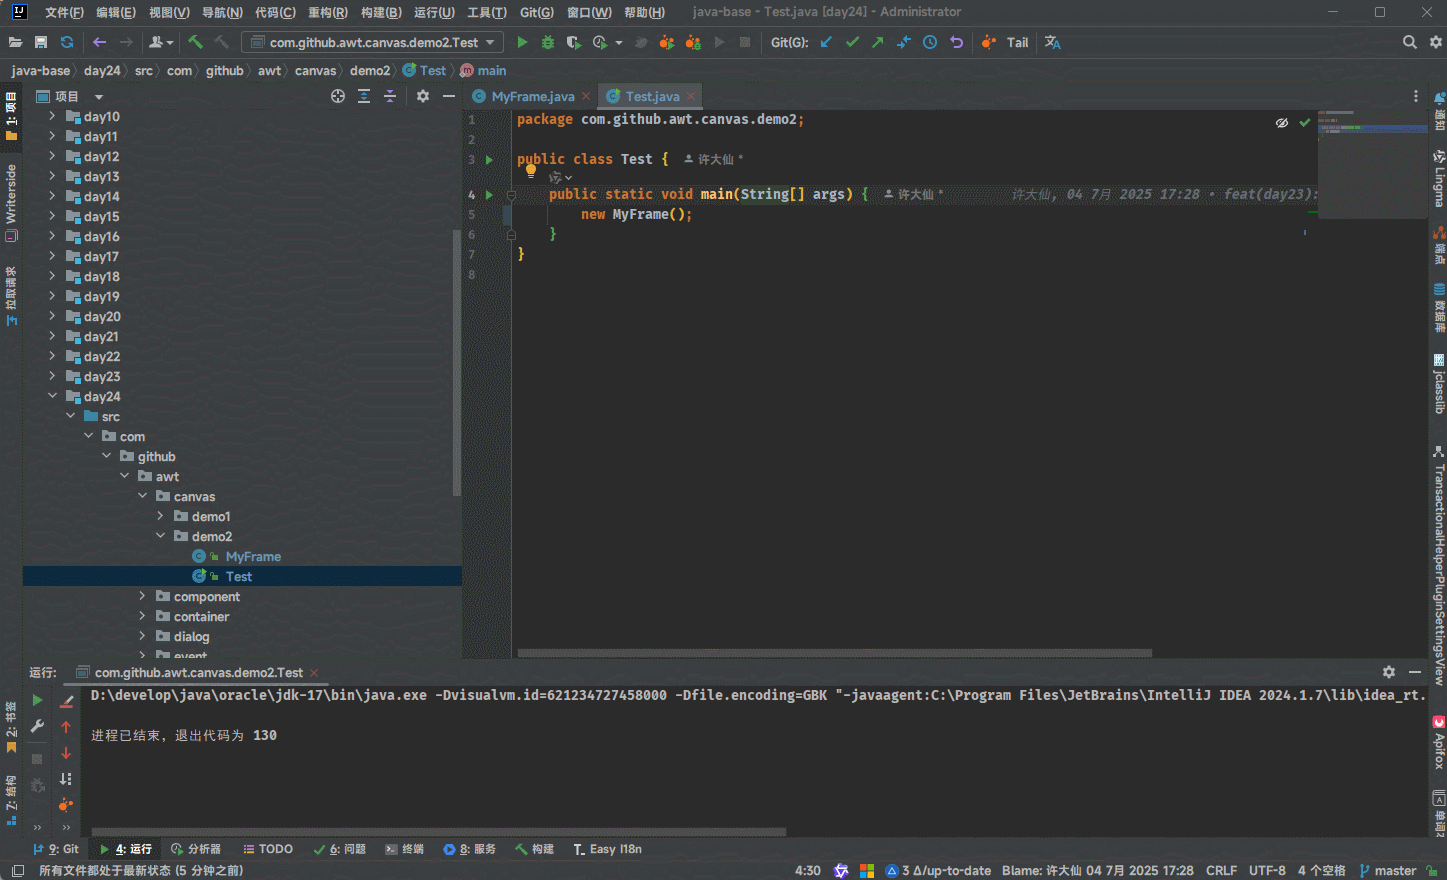 文件(F) 编辑(E) 视图(V) 导航(N) 代码(C) 重构(R) 构建(B) 运行(U) 工具(T) Git(G) 窗口(W) 帮助(H) java-base - Test.java [day24] - Administrator
com.github.awt.canvas.demo2.Test Git(G): Tail
java-base day24 src com github awt canvas demo2 Test main
项目
MyFrame.java Test.java
day10
day11
day12
day13
day14
day15
day16
day17
day18
day19
day20
day21
day22
day23
day24
src
com
github
awt
canvas
demo1
demo2
MyFrame
Test
component
container
dialog
event
1 package com.github.awt.canvas.demo2;
2
3 public class Test { 许大仙 *
4 public static void main(String[] args) { 许大仙 * 许大仙, 04 7月 2025 17:28 • feat(day23):
5 new MyFrame();
6 }
7 }
8
1: 项目
Writerside
拉取请求
2: 书签
7: 结构
通知
Lingma
端点
数据库
jclasslib
TransactionalHelperPluginSettingsView
Apifox
运行: com.github.awt.canvas.demo2.Test
D:\develop\java\oracle\jdk-17\bin\java.exe -Dvisualvm.id=621234727458000 -Dfile.encoding=GBK "-javaagent:C:\Program Files\JetBrains\IntelliJ IDEA 2024.1.7\lib\idea_rt.
进程已结束，退出代码为 130
9: Git 4: 运行 分析器 TODO 6: 问题 终端 8: 服务 构建 Easy I18n
所有文件都处于最新状态 (5 分钟之前) 4:30 3 Δ/up-to-date Blame: 许大仙 04 7月 2025 17:28 CRLF UTF-8 4 个空格 master